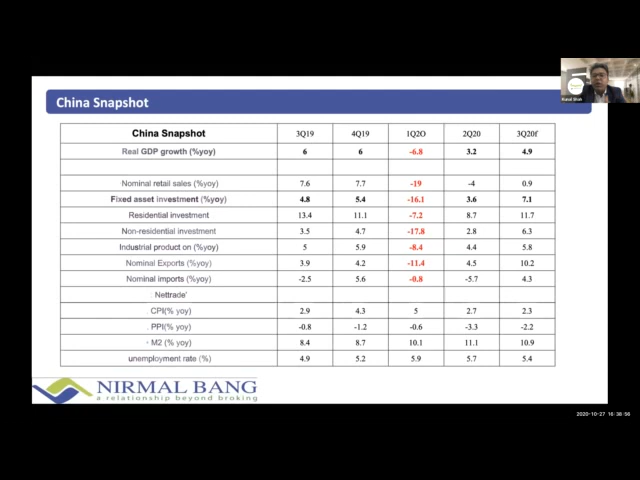 China Snapshot
China Snapshot 3Q19 4Q19 1Q2O 2Q20 3Q20f
Real GDP growth (%yoy) 6 6 -6.8 3.2 4.9
Nominal retail sales (%yoy) 7.6 7.7 -19 -4 0.9
Fixed asset investment (%yoy) 4.8 5.4 -16.1 3.6 7.1
Residential investment 13.4 11.1 -7.2 8.7 11.7
Non-residential investment 3.5 4.7 -17.8 2.8 6.3
Industrial product on (%yoy) 5 5.9 -8.4 4.4 5.8
Nominal Exports (%yoy) 3.9 4.2 -11.4 4.5 10.2
Nominal imports (%yoy) -2.5 5.6 -0.8 -5.7 4.3
. Nettrade'
. CPI(% yoy) 2.9 4.3 5 2.7 2.3
. PPI(% yoy) -0.8 -1.2 -0.6 -3.3 -2.2
· M2 (% yoy) 8.4 8.7 10.1 11.1 10.9
unemployment rate (%) 4.9 5.2 5.9 5.7 5.4
NIRMAL BANG
a relationship beyond broking
2020-10-27 16:38:56